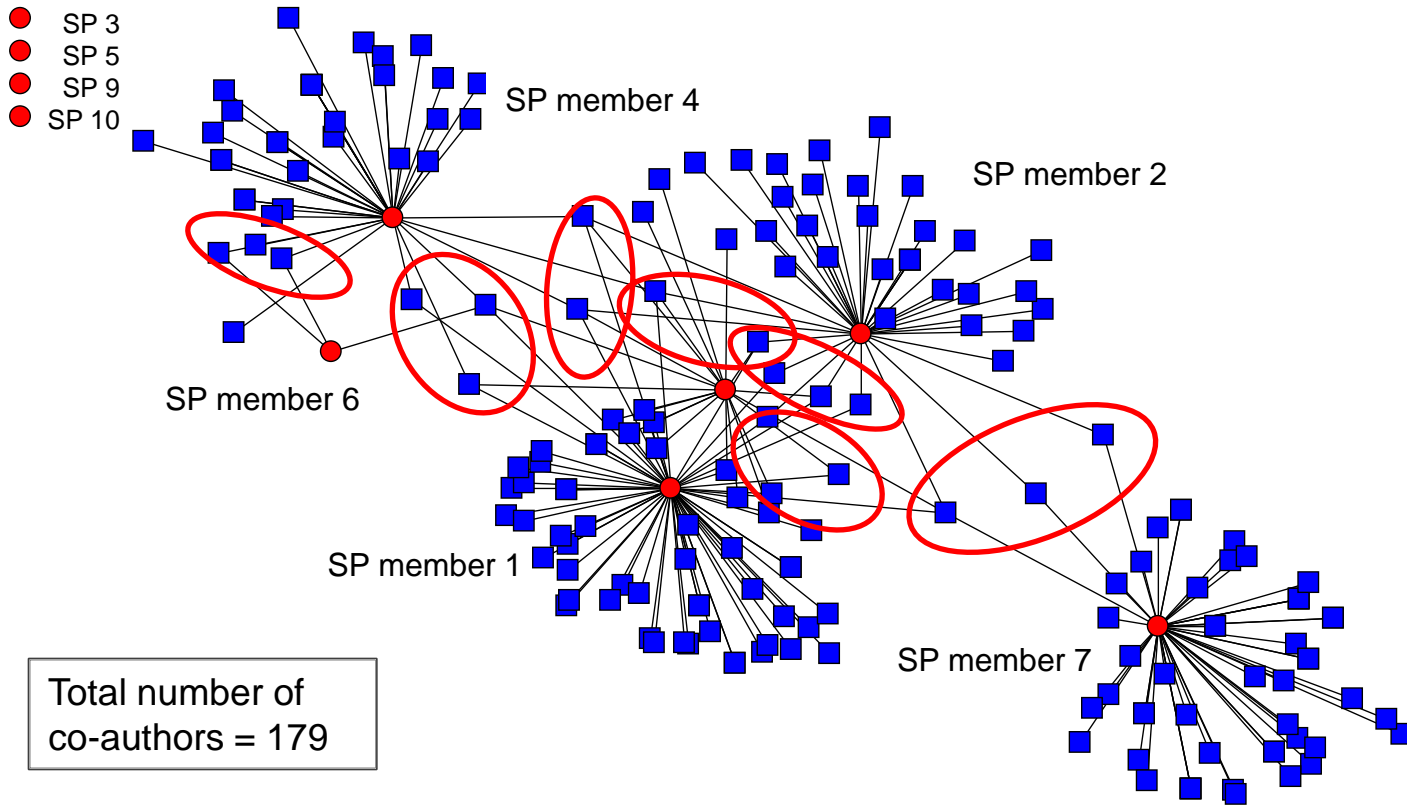 SP 3
SP 5
SP 9
SP 10
SP member 4
SP member 2
SP member 6
SP member 1
SP member 7
Total number of
co-authors = 179